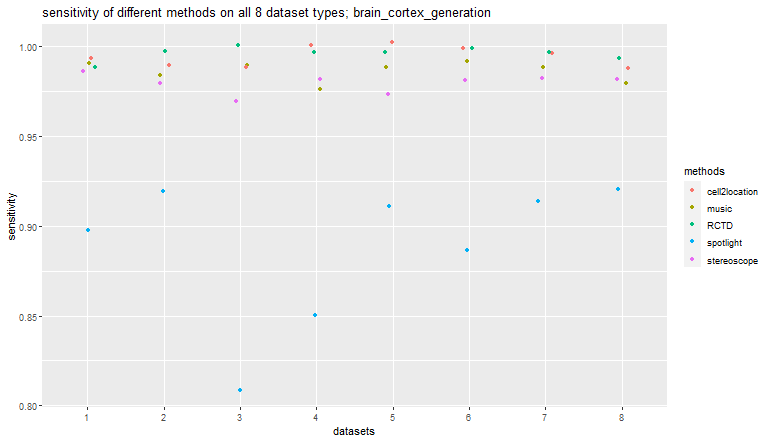 sensitivity of different methods on all 8 dataset types; brain_cortex_generation
1.00
0.95
0.90
0.85
0.80
sensitivity
1 2 3 4 5 6 7 8
datasets
methods
cell2location
music
RCTD
spotlight
stereoscope